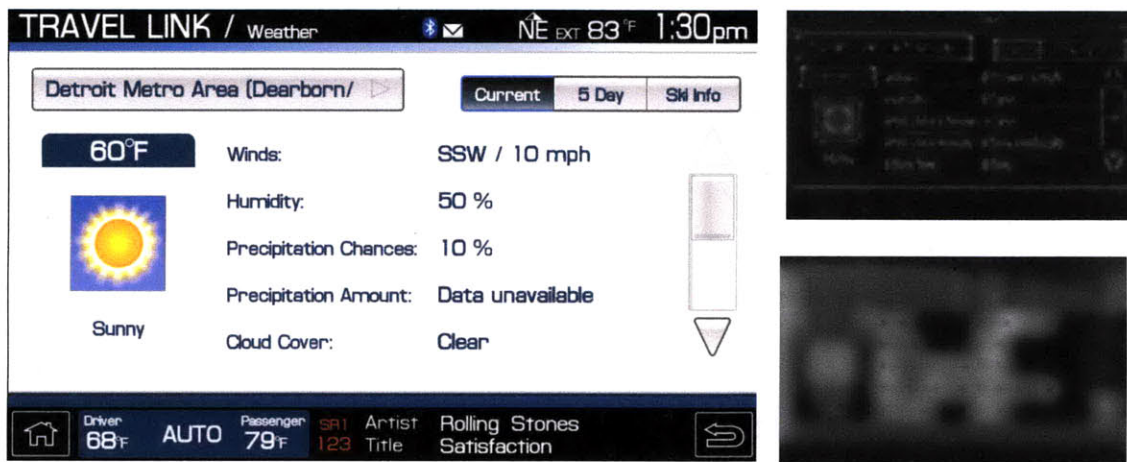 TRAVEL LINK / Weather NE EXT 83°F 1:30pm
Detroit Metro Area (Dearborn/ Current 5 Day Ski Info
60°F
Winds: SSW / 10 mph
Humidity: 50 %
Precipitation Chances: 10 %
Precipitation Amount: Data unavailable
Sunny
Cloud Cover: Clear
Driver 68°F AUTO Passenger 79°F
SR1 Artist Rolling Stones
123 Title Satisfaction